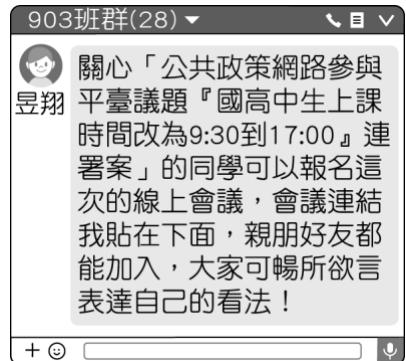 903班群(28)
昱翔
關心「公共政策網路參與
平臺議題『國高中生上課
時間改為9:30到17:00』連
署案」的同學可以報名這
次的線上會議，會議連結
我貼在下面，親朋好友都
能加入，大家可暢所欲言
表達自己的看法！